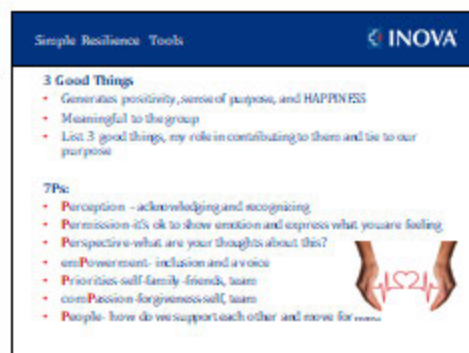 Simple Resilience Tools
INOVA
3 Good Things
• Generates positivity, sense of purpose, and HAPPINESS
• Meaningful to the group
• List 3 good things, my role in contributing to them and tie to our
purpose
7Ps:
• Perception – acknowledging and recognizing
• Permission-it's ok to show emotion and express what you are feeling
• Perspective-what are your thoughts about this?
• emPowerment- inclusion and a voice
• Priorities-self-family-friends, team
• comPassion-forgiveness-self, team
• People- how do we support each other and move